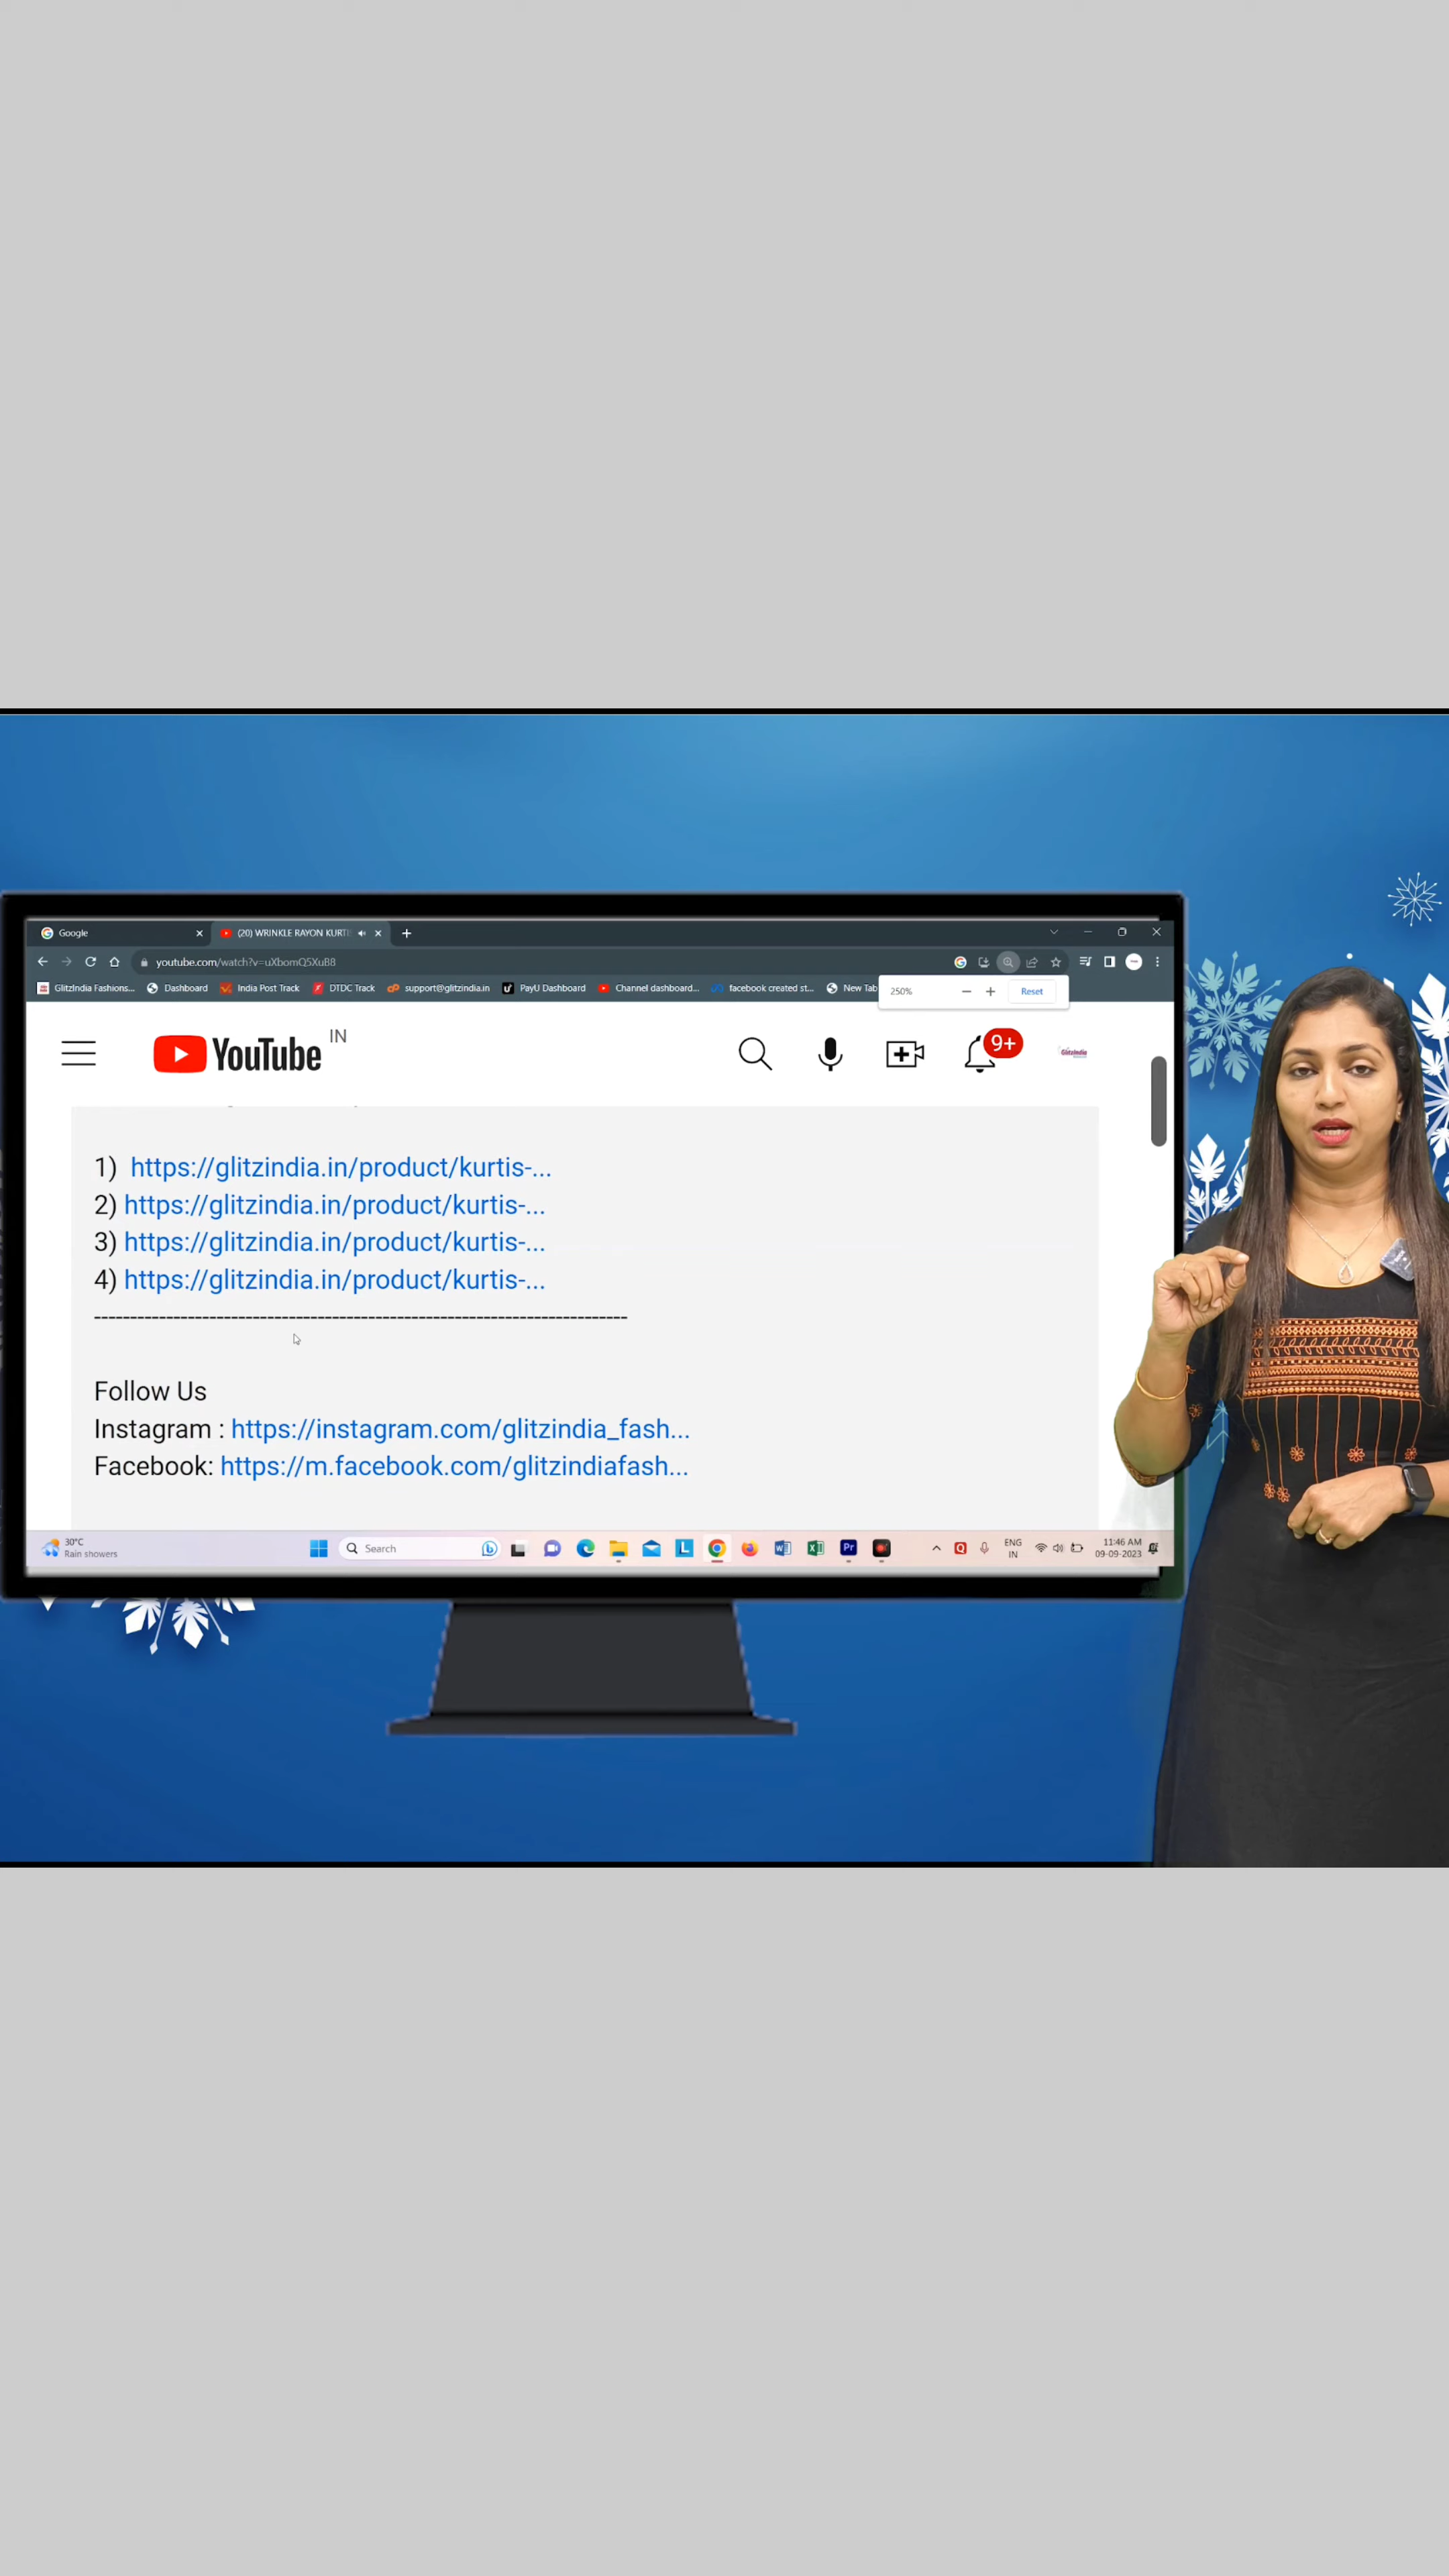 Google
(20) WRINKLE RAYON KURTI
youtube.com/watch?v=uXbomQ5XuB8
GlitzIndia Fashions...
Dashboard
India Post Track
DTDC Track
support@glitzindia.in
PayU Dashboard
Channel dashboard...
facebook created st...
New Tab
250%
Reset
YouTube IN
9+
GlitzIndia
1) https://glitzindia.in/product/kurtis-...
2) https://glitzindia.in/product/kurtis-...
3) https://glitzindia.in/product/kurtis-...
4) https://glitzindia.in/product/kurtis-...
--------------------------------------------------------------------------
Follow Us
Instagram : https://instagram.com/glitzindia_fash...
Facebook: https://m.facebook.com/glitzindiafash...
30°C
Rain showers
Search
ENG
IN
11:46 AM
09-09-2023